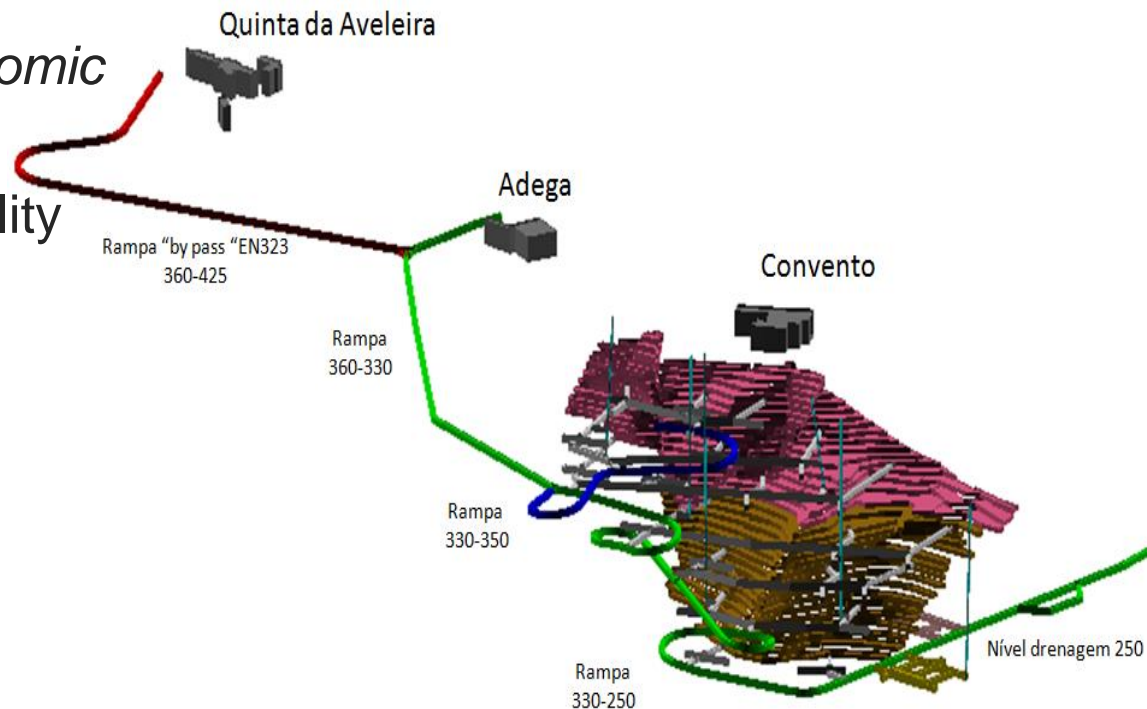 Quinta da Aveleira
omic
Adega
lity
Rampa "by pass "EN323
360-425
Convento
Rampa
360-330
Rampa
330-350
Nível drenagem 250
Rampa
330-250